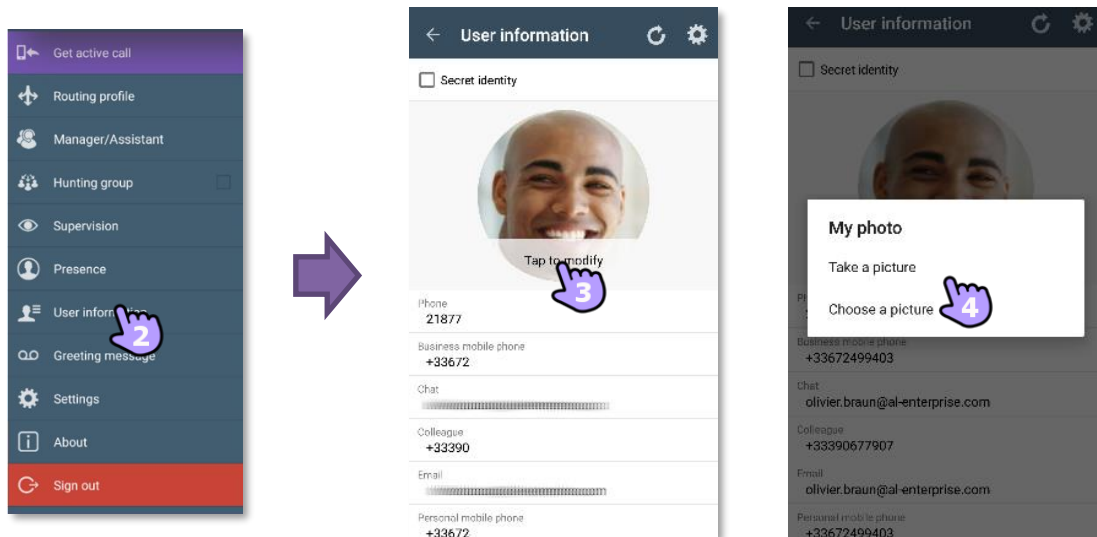 Get active call
Routing profile
Manager/Assistant
Hunting group
Supervision
Presence
User information
2
Greeting message
Settings
About
Sign out
User information
Secret identity
Tap to modify
3
Phone
21877
Business mobile phone
+33672
Chat
Colleague
+33390
Email
Personal mobile phone
+33672
User information
Secret identity
My photo
Take a picture
Choose a picture
4
Business mobile phone
+33672499403
Chat
olivier.braun@al-enterprise.com
Colleague
+33390677907
Email
olivier.braun@al-enterprise.com
Personal mobile phone
+33672499403